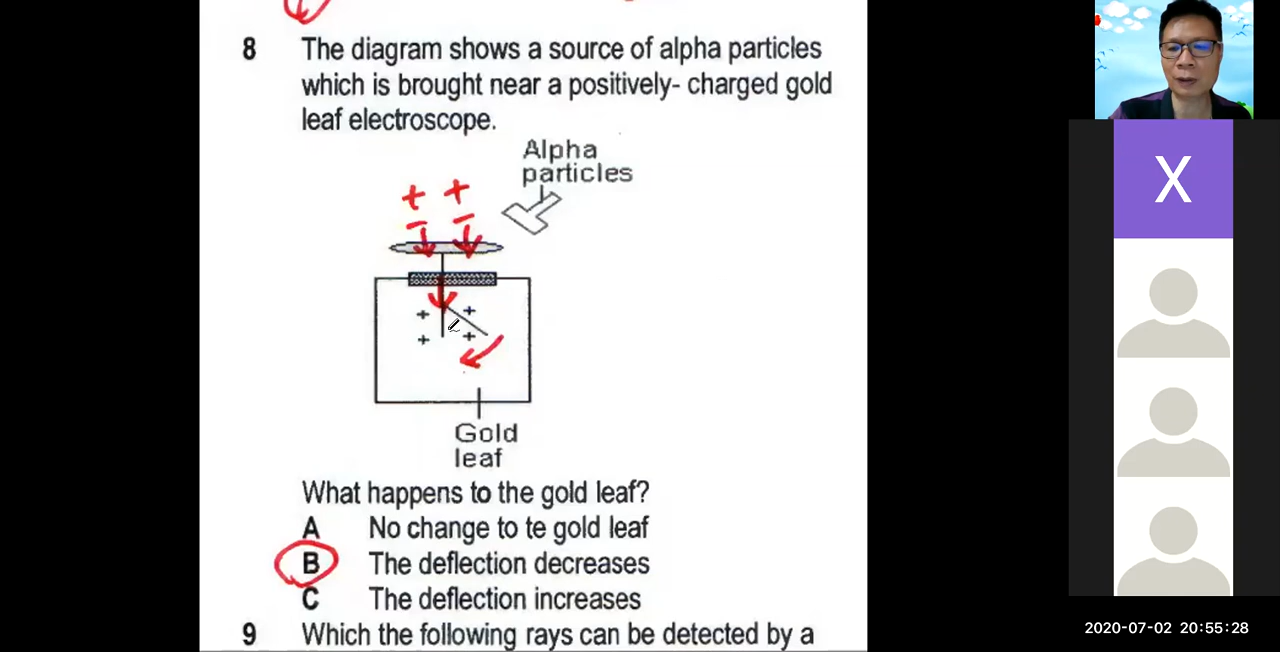 8 The diagram shows a source of alpha particles
which is brought near a positively- charged gold
leaf electroscope.
Alpha
particles
+ +
- -
+ +
+ +
Gold
leaf
What happens to the gold leaf?
A No change to te gold leaf
B The deflection decreases
C The deflection increases
9 Which the following rays can be detected by a
X
2020-07-02 20:55:28